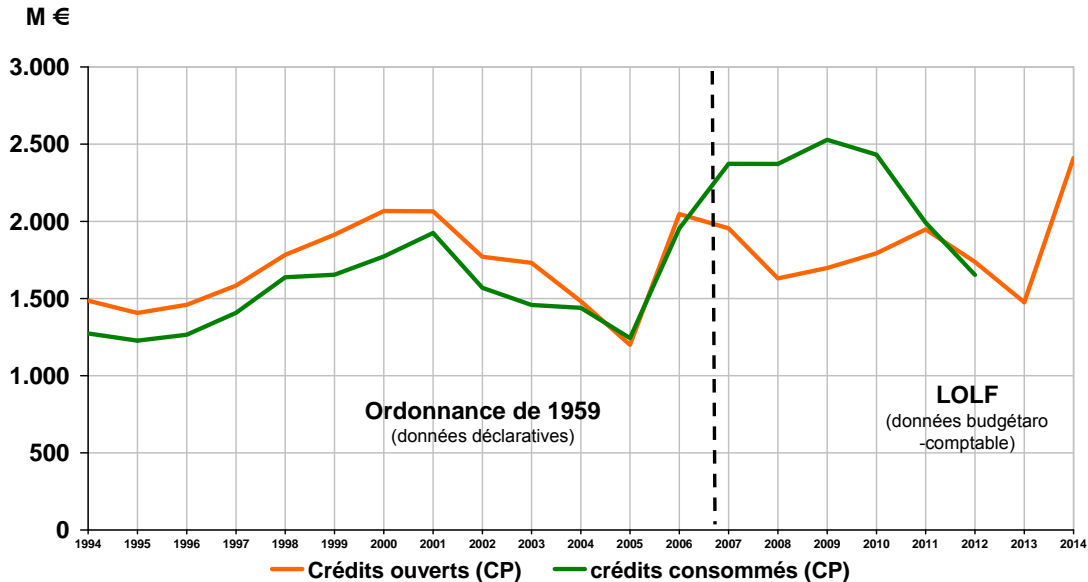 M €
3.000
2.500
2.000
1.500
1.000
500
0
Ordonnance de 1959
(données déclaratives)
LOLF
(données budgétaro
-comptable)
1994 1995 1996 1997 1998 1999 2000 2001 2002 2003 2004 2005 2006 2007 2008 2009 2010 2011 2012 2013 2014
Crédits ouverts (CP) crédits consommés (CP)